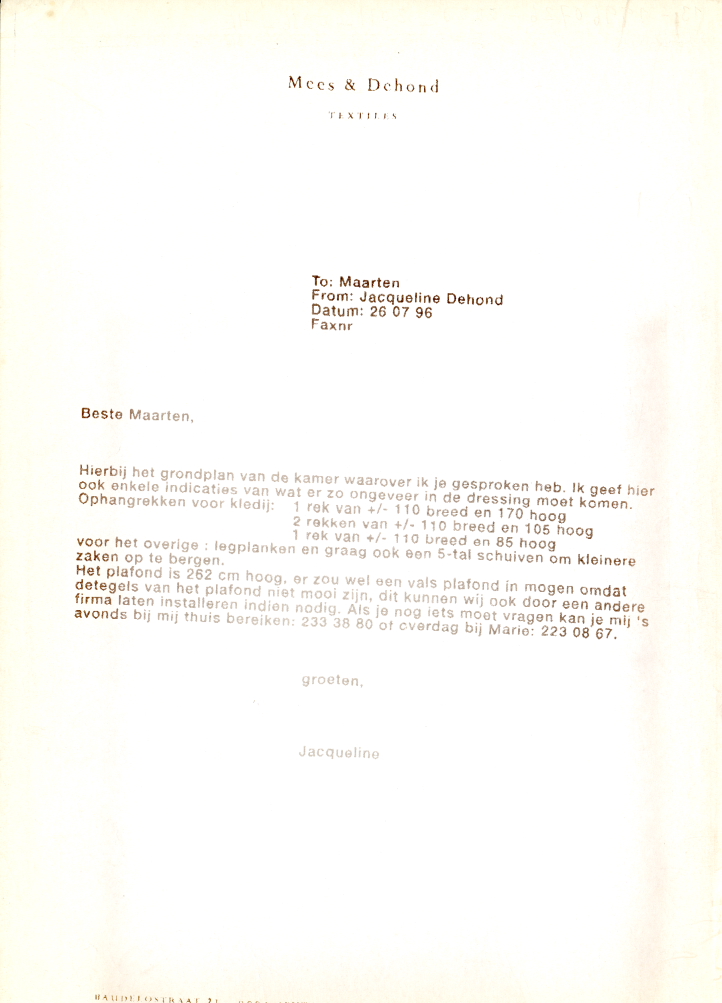 Mees & Dehond
TEXTILES
To: Maarten
From: Jacqueline Dehond
Datum: 26 07 96
Faxnr
Beste Maarten,
Hierbij het grondplan van de kamer waarover ik je gesproken heb. Ik geef hier
ook enkele indicaties van wat er zo ongeveer in de dressing moet komen.
Ophangrekken voor kledij: 1 rek van +/- 110 breed en 170 hoog
2 rekken van +/- 110 breed en 105 hoog
1 rek van +/- 110 breed en 85 hoog
voor het overige : legplanken en graag ook een 5-tal schuiven om kleinere
zaken op te bergen.
Het plafond is 262 cm hoog, er zou wel een vals plafond in mogen omdat
detegels van het plafond niet mooi zijn, dit kunnen wij ook door een andere
firma laten installeren indien nodig. Als je nog iets moet vragen kan je mij 's
avonds bij mij thuis bereiken: 233 38 80 of overdag bij Marie: 223 08 67.
groeten,
Jacqueline
BAUDELOSTRAAT